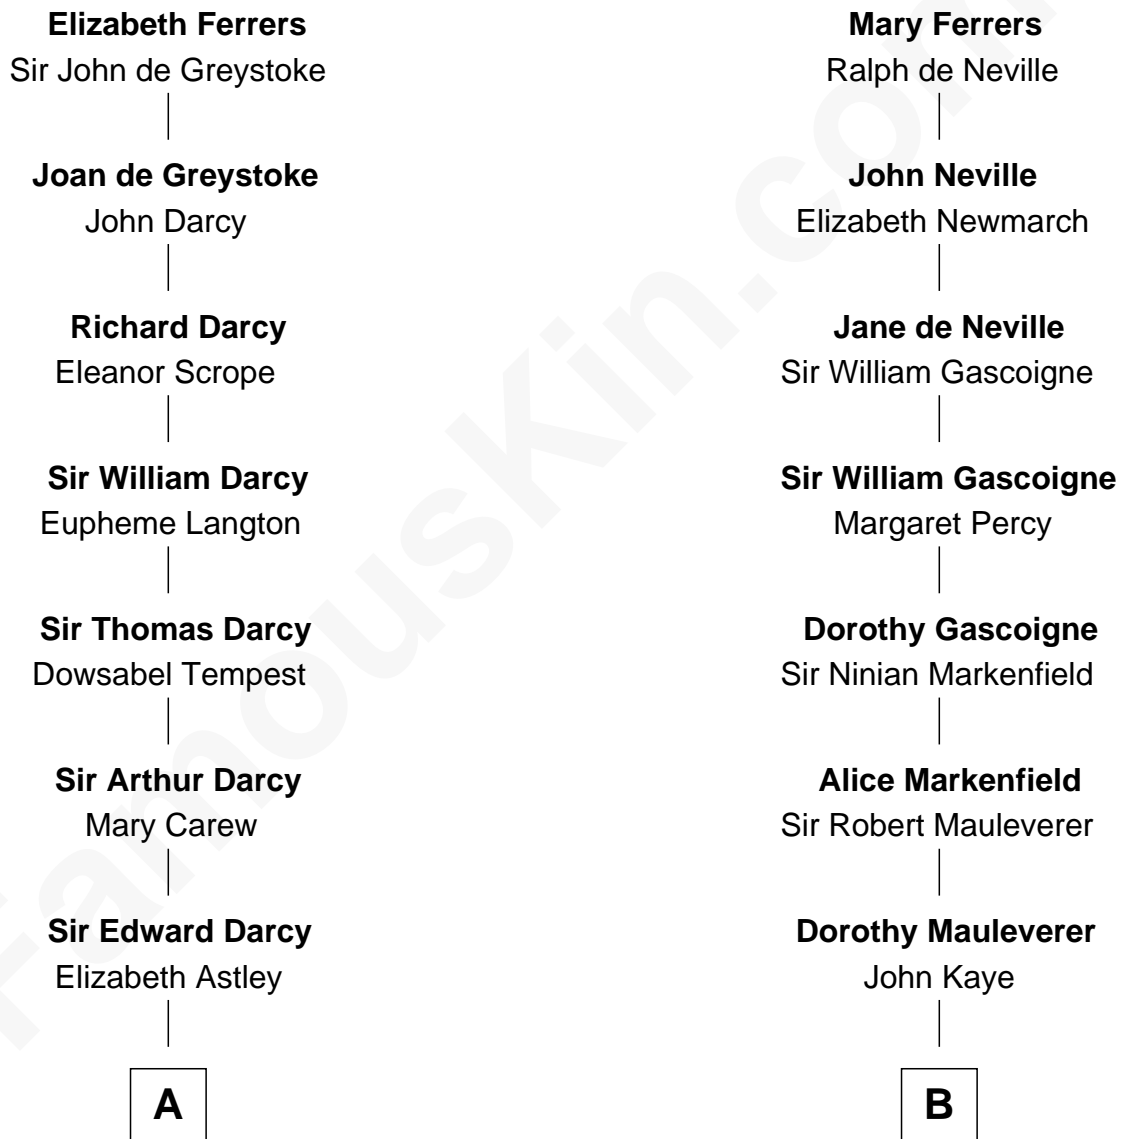 Elizabeth Ferrers
Sir John de Greystoke
Joan de Greystoke
John Darcy
Richard Darcy
Eleanor Scrope
Sir William Darcy
Eupheme Langton
Sir Thomas Darcy
Dowsabel Tempest
Sir Arthur Darcy
Mary Carew
Sir Edward Darcy
Elizabeth Astley
A
Mary Ferrers
Ralph de Neville
John Neville
Elizabeth Newmarch
Jane de Neville
Sir William Gascoigne
Sir William Gascoigne
Margaret Percy
Dorothy Gascoigne
Sir Ninian Markenfield
Alice Markenfield
Sir Robert Mauleverer
Dorothy Mauleverer
John Kaye
B
FamousKin.com